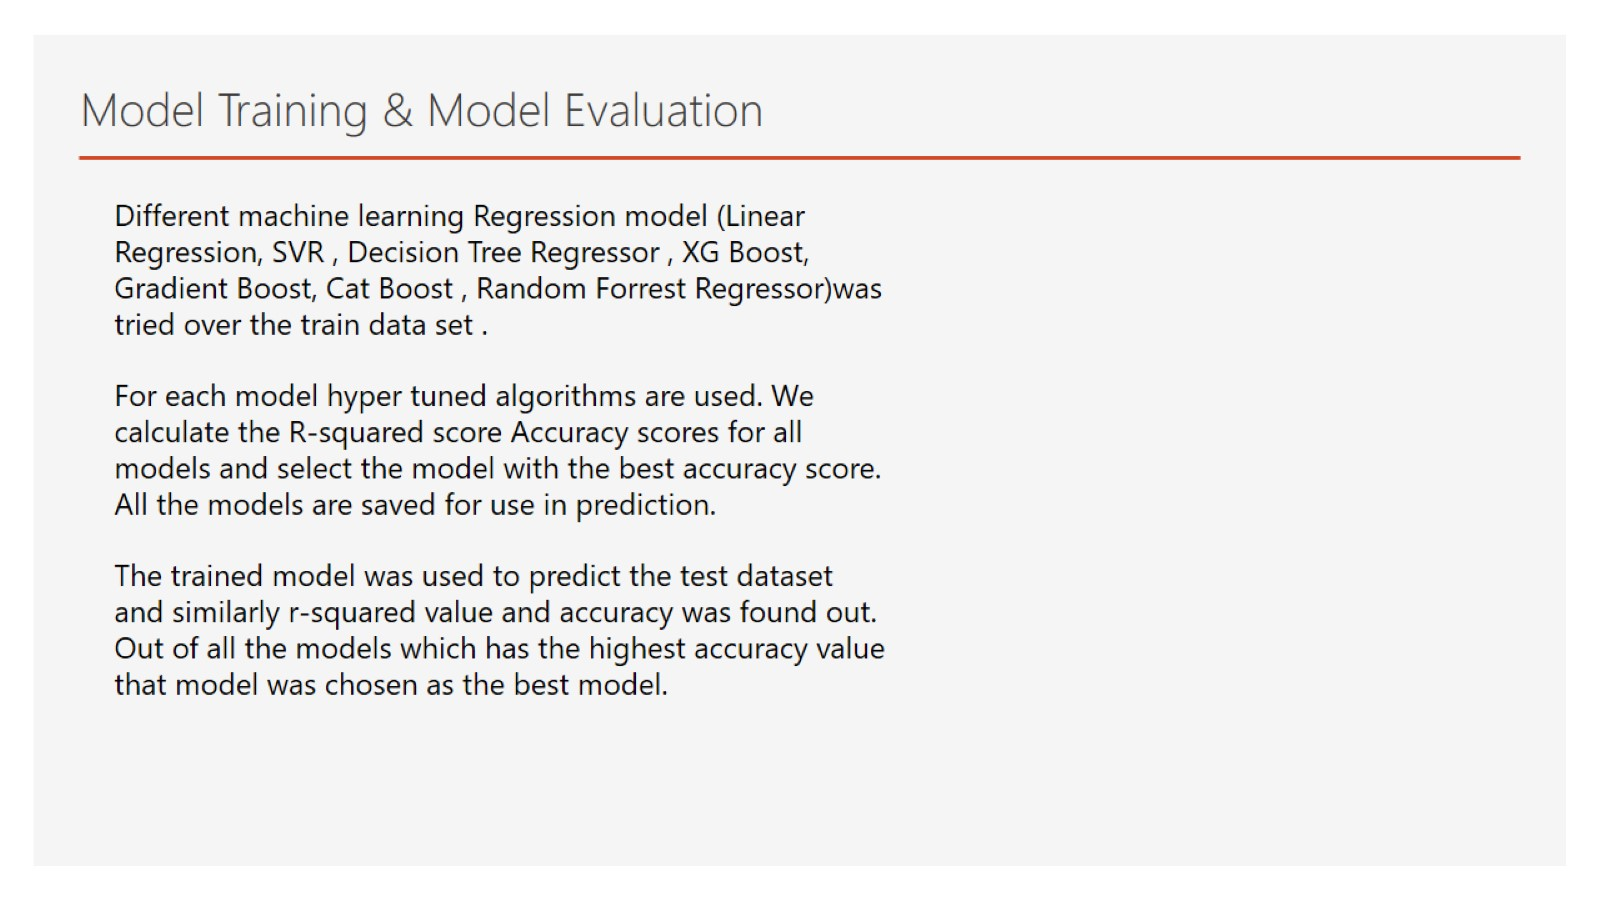 Model Training & Model Evaluation
Different machine learning Regression model (Linear
Regression, SVR , Decision Tree Regressor , XG Boost,
Gradient Boost, Cat Boost , Random Forrest Regressor)was
tried over the train data set .
For each model hyper tuned algorithms are used. We
calculate the R-squared score Accuracy scores for all
models and select the model with the best accuracy score.
All the models are saved for use in prediction.
The trained model was used to predict the test dataset
and similarly r-squared value and accuracy was found out.
Out of all the models which has the highest accuracy value
that model was chosen as the best model.